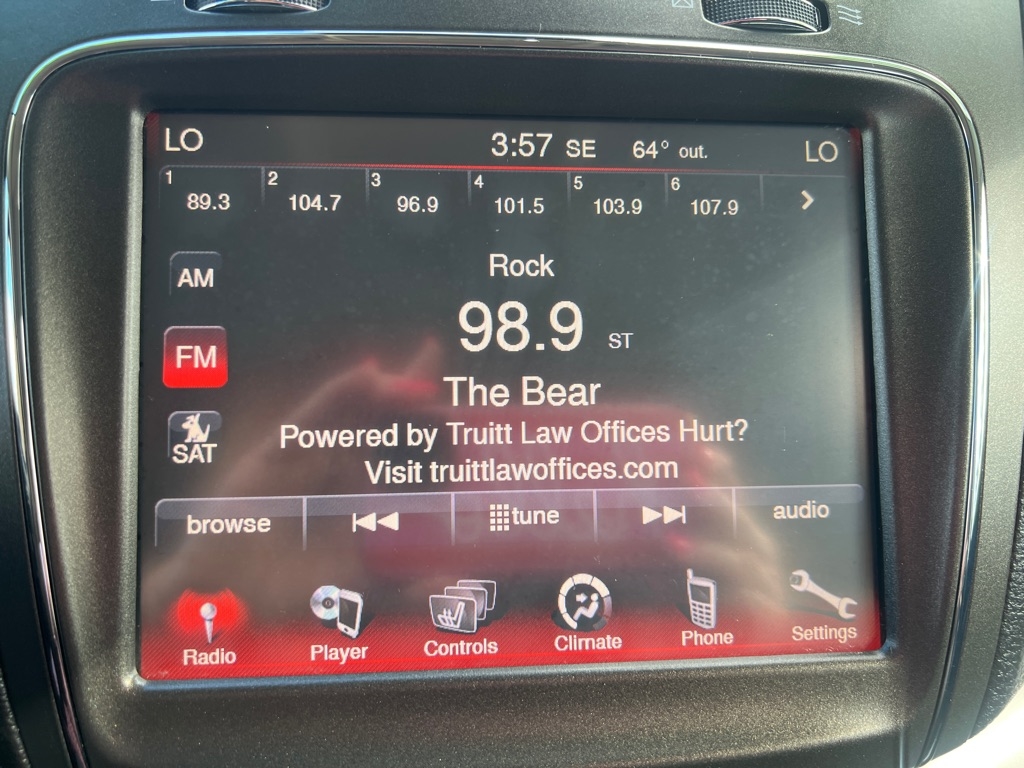 LO 3:57 SE 64° out. LO
1 2 3 4 5 6
89.3 104.7 96.9 101.5 103.9 107.9 >
AM
Rock
98.9 ST
FM
The Bear
SAT
Powered by Truitt Law Offices Hurt?
Visit truittlawoffices.com
browse tune audio
Radio Player Controls Climate Phone Settings